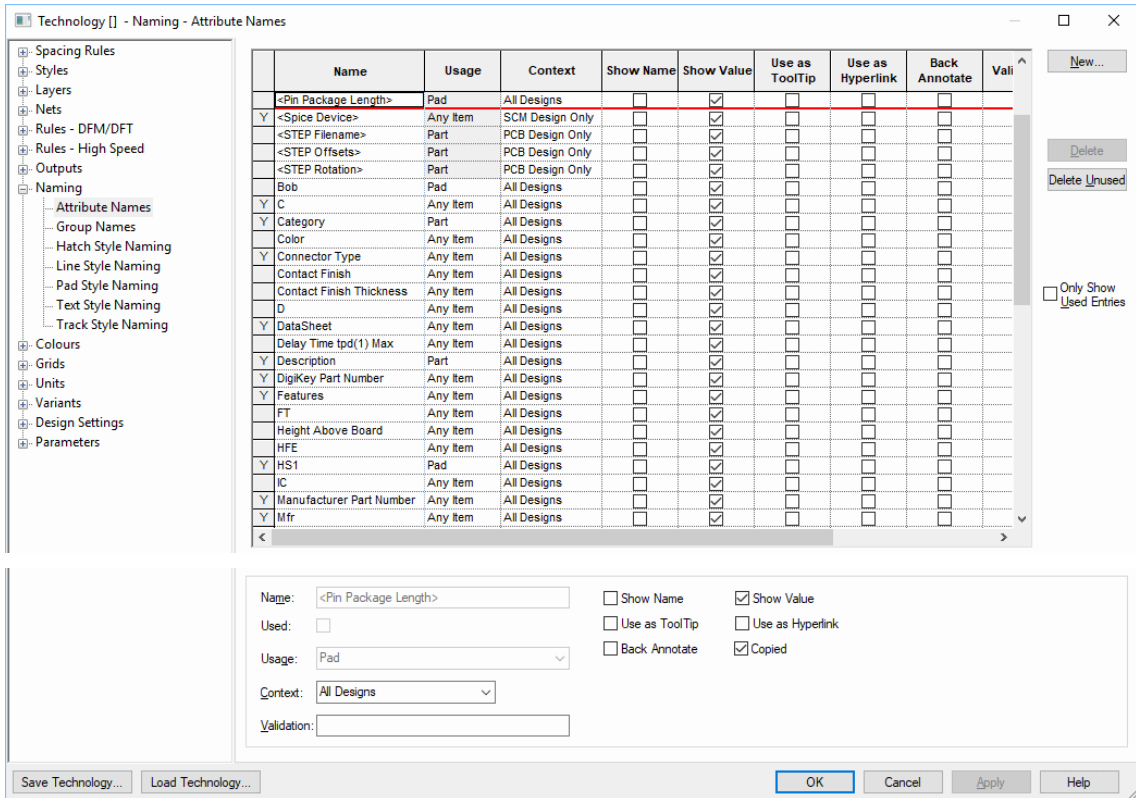 Technology [] - Naming - Attribute Names
Spacing Rules
Styles
Layers
Nets
Rules - DFM/DFT
Rules - High Speed
Outputs
Naming
Attribute Names
Group Names
Hatch Style Naming
Line Style Naming
Pad Style Naming
Text Style Naming
Track Style Naming
Colours
Grids
Units
Variants
Design Settings
Parameters
Name Usage Context Show Name Show Value Use as ToolTip Use as Hyperlink Back Annotate Vali
<Pin Package Length> Pad All Designs
Y <Spice Device> Any Item SCM Design Only
<STEP Filename> Part PCB Design Only
<STEP Offsets> Part PCB Design Only
<STEP Rotation> Part PCB Design Only
Bob Pad All Designs
Y C Any Item All Designs
Y Category Part All Designs
Color Any Item All Designs
Y Connector Type Any Item All Designs
Contact Finish Any Item All Designs
Contact Finish Thickness Any Item All Designs
D Any Item All Designs
Y DataSheet Any Item All Designs
Delay Time tpd(1) Max Any Item All Designs
Y Description Part All Designs
Y DigiKey Part Number Any Item All Designs
Y Features Any Item All Designs
FT Any Item All Designs
Height Above Board Any Item All Designs
HFE Any Item All Designs
Y HS1 Pad All Designs
IC Any Item All Designs
Y Manufacturer Part Number Any Item All Designs
Y Mfr Any Item All Designs
New...
Delete
Delete Unused
Only Show
Used Entries
Name: <Pin Package Length>
Used:
Usage: Pad
Context: All Designs
Validation:
Show Name Show Value
Use as ToolTip Use as Hyperlink
Back Annotate Copied
Save Technology... Load Technology... OK Cancel Apply Help